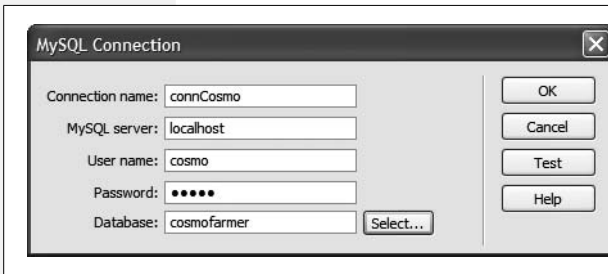 MySQL Connection
Connection name: connCosmo
MySQL server: localhost
User name: cosmo
Password: •••••
Database: cosmofarmer Select...
OK
Cancel
Test
Help